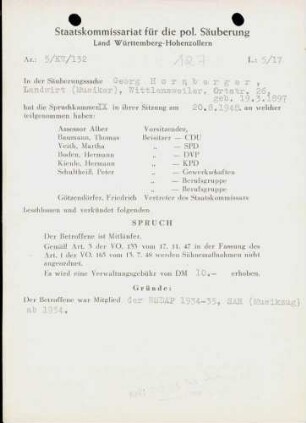 Staatskommissariat für die pol. Säuberung
Land Württemberg-Hohenzollern
Az.: 5/KT/132
L: 5/17
In der Säuberungssache Georg Hornberger,
Landwirt (Musiker), Wittlensweiler, Ortstr. 26,
geb. 19.3.1897
hat die Spruchkammer IX in ihrer Sitzung am 20.8.1948, an welcher
teilgenommen haben:
Assessor Alber Vorsitzender,
Baumann, Thomas Beisitzer — CDU
Veith, Martha „ — SPD
Boden, Hermann „ — DVP
Kienle, Hermann „ — KPD
Schultheiß, Peter „ — Gewerkschaften
„ — Berufsgruppe
„ — Berufsgruppe
Götzendörfer, Friedrich Vertreter des Staatskommissars
beschlossen und verkündet folgenden
SPRUCH
Der Betroffene ist Mitläufer.
Gemäß Art. 3 der VO. 133 vom 17. 11. 47 in der Fassung des
Art. 1 des VO. 165 vom 13. 7. 48 werden Sühnemaßnahmen nicht
angeordnet.
Es wird eine Verwaltungsgebühr von DM 10.- erhoben.
Gründe:
Der Betroffene war Mitglied der NSDAP 1934-35, SAR (Musikzug)
ab 1934.